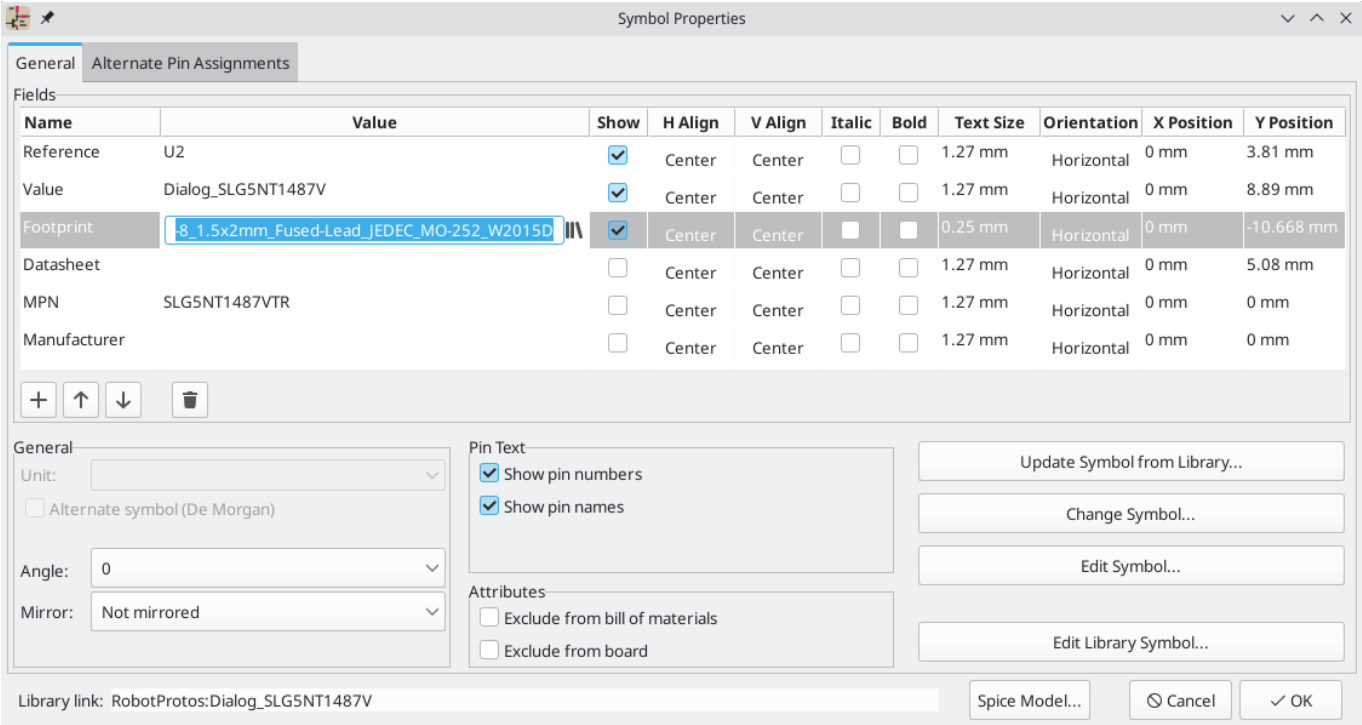 Symbol Properties
General Alternate Pin Assignments
Fields
Name Value Show H Align V Align Italic Bold Text Size Orientation X Position Y Position
Reference U2 Center Center 1.27 mm Horizontal 0 mm 3.81 mm
Value Dialog_SLG5NT1487V Center Center 1.27 mm Horizontal 0 mm 8.89 mm
Footprint -8_1.5x2mm_Fused-Lead_JEDEC_MO-252_W2015D Center Center 0.25 mm Horizontal 0 mm -10.668 mm
Datasheet Center Center 1.27 mm Horizontal 0 mm 5.08 mm
MPN SLG5NT1487VTR Center Center 1.27 mm Horizontal 0 mm 0 mm
Manufacturer Center Center 1.27 mm Horizontal 0 mm 0 mm
General
Unit:
Alternate symbol (De Morgan)
Angle: 0
Mirror: Not mirrored
Pin Text
Show pin numbers
Show pin names
Attributes
Exclude from bill of materials
Exclude from board
Update Symbol from Library...
Change Symbol...
Edit Symbol...
Edit Library Symbol...
Library link: RobotProtos:Dialog_SLG5NT1487V
Spice Model... Cancel OK